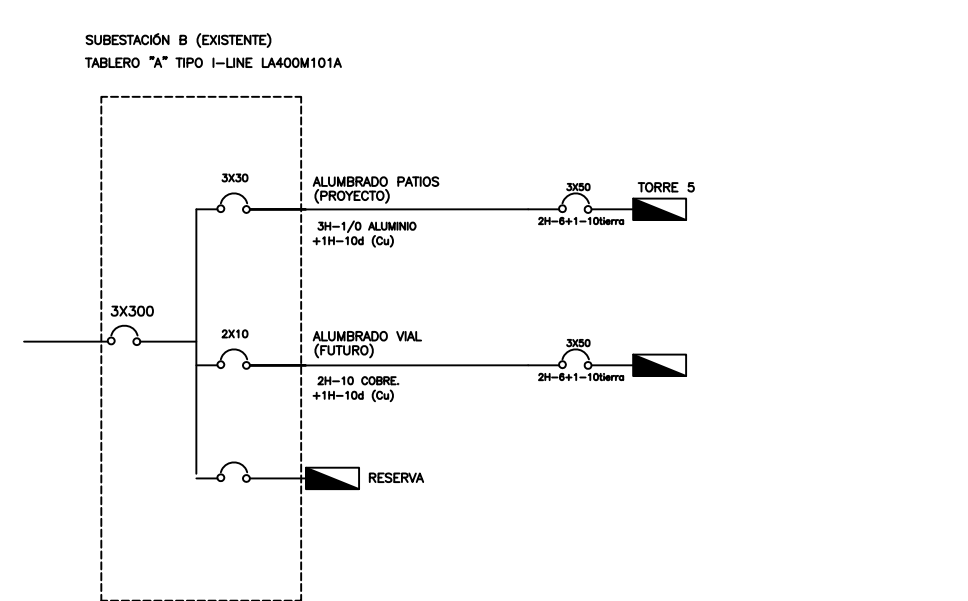 SUBESTACIÓN B (EXISTENTE)
TABLERO "A" TIPO I-LINE LA400M101A
3X30
ALUMBRADO PATIOS
(PROYECTO)
3H-1/0 ALUMINIO
+1H-10d (Cu)
3X50
2H-6+1-10tierra
TORRE 5
3X300
2X10
ALUMBRADO VIAL
(FUTURO)
2H-10 COBRE.
+1H-10d (Cu)
3X50
2H-6+1-10tierra
RESERVA